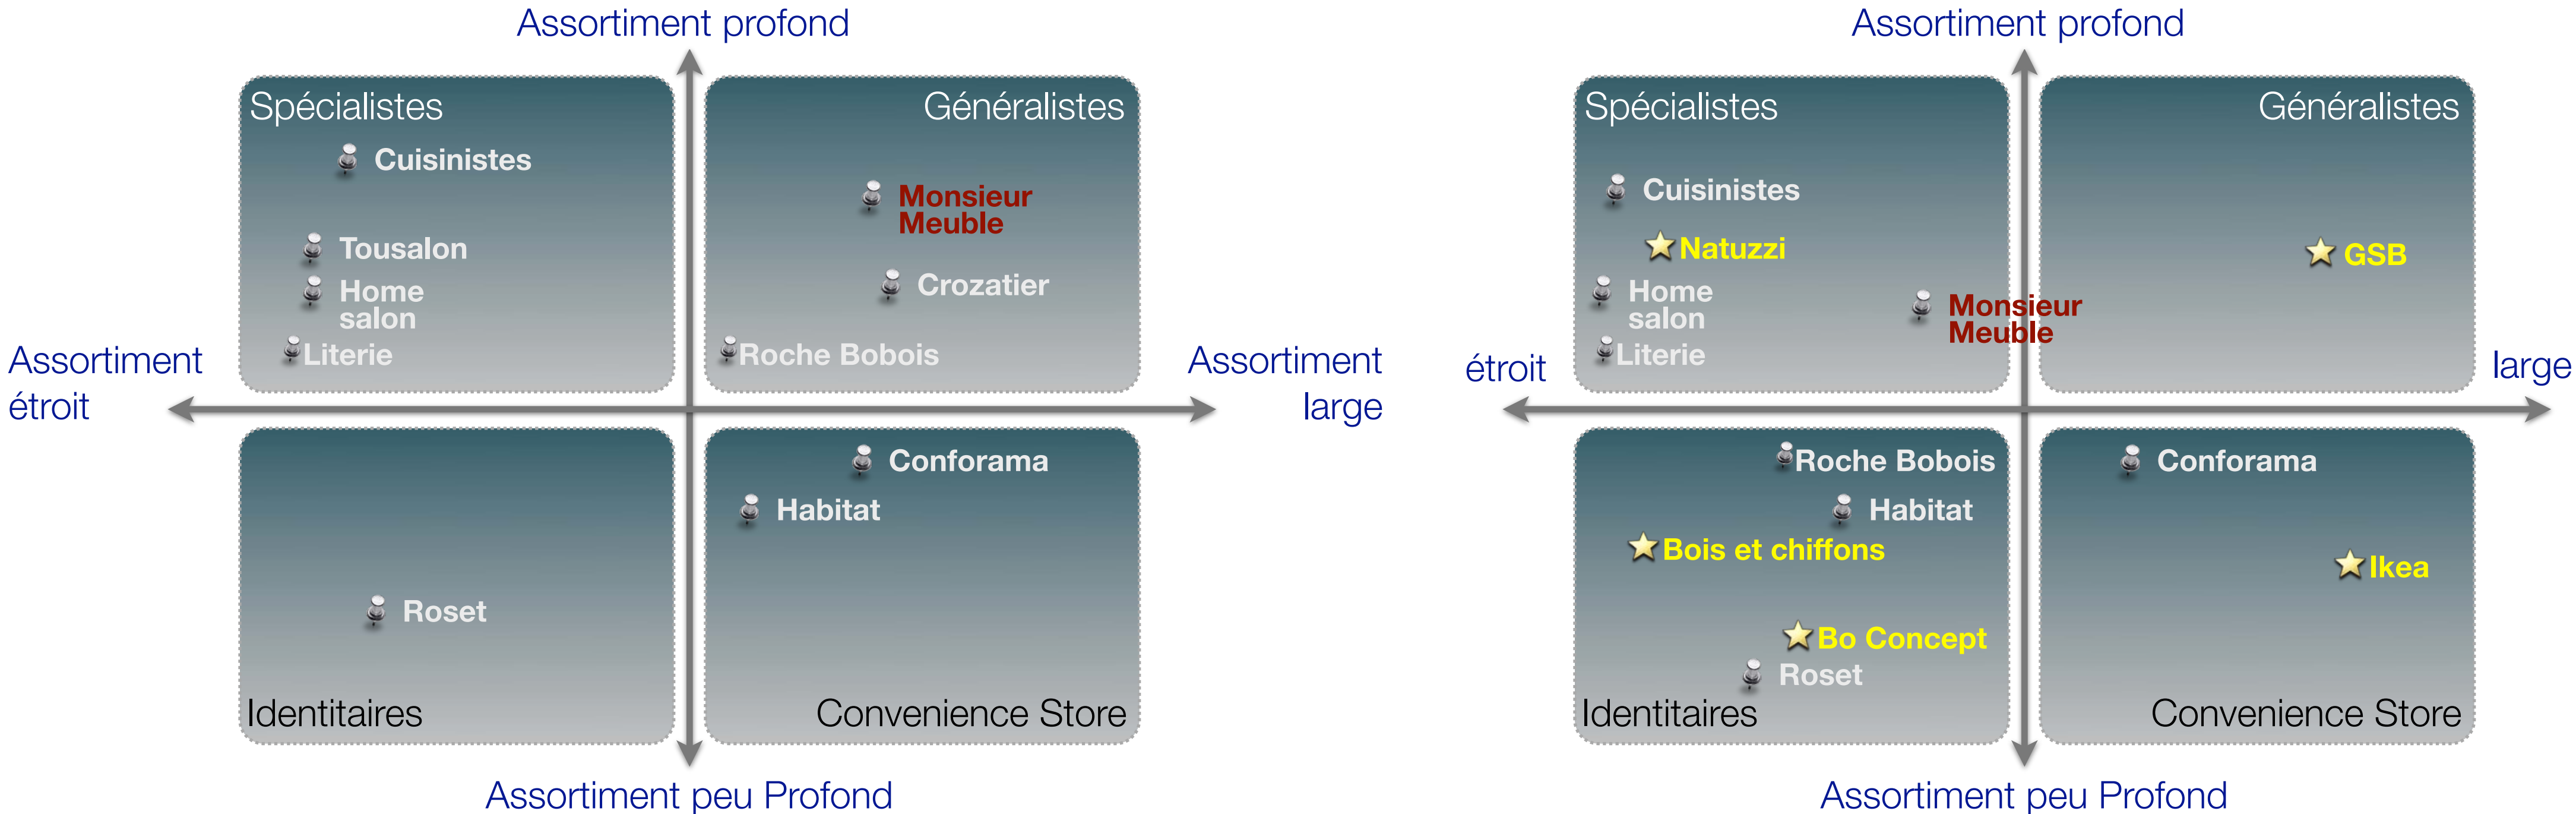 Assortiment profond
Spécialistes
Généralistes
Cuisinistes
Monsieur
Meuble
Tousalon
Home
salon
Crozatier
Literie
Roche Bobois
Assortiment
étroit
Assortiment
large
Conforama
Habitat
Roset
Identitaires
Convenience Store
Assortiment peu Profond
Assortiment profond
Spécialistes
Généralistes
Cuisinistes
Natuzzi
GSB
Home
salon
Monsieur
Meuble
Literie
étroit
large
Roche Bobois
Conforama
Habitat
Bois et chiffons
Ikea
Bo Concept
Roset
Identitaires
Convenience Store
Assortiment peu Profond